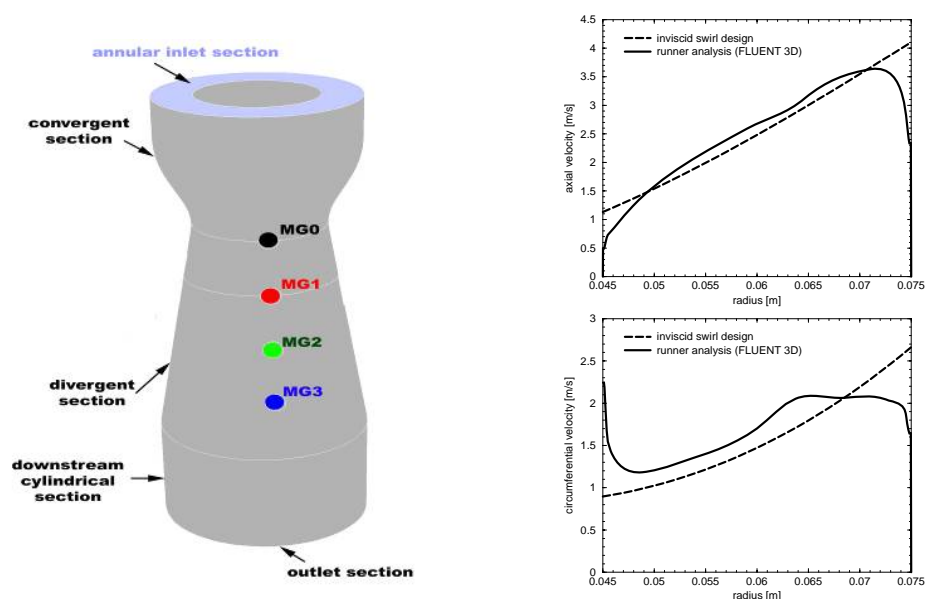 annular inlet section
convergent
section
MG0
MG1
MG2
MG3
divergent
section
downstream
cylindrical
section
outlet section
inviscid swirl design
runner analysis (FLUENT 3D)
axial velocity [m/s]
4.5
4
3.5
3
2.5
2
1.5
1
0.5
0
0.045 0.05 0.055 0.06 0.065 0.07 0.075
radius [m]
inviscid swirl design
runner analysis (FLUENT 3D)
circumferential velocity [m/s]
3
2.5
2
1.5
1
0.5
0
0.045 0.05 0.055 0.06 0.065 0.07 0.075
radius [m]